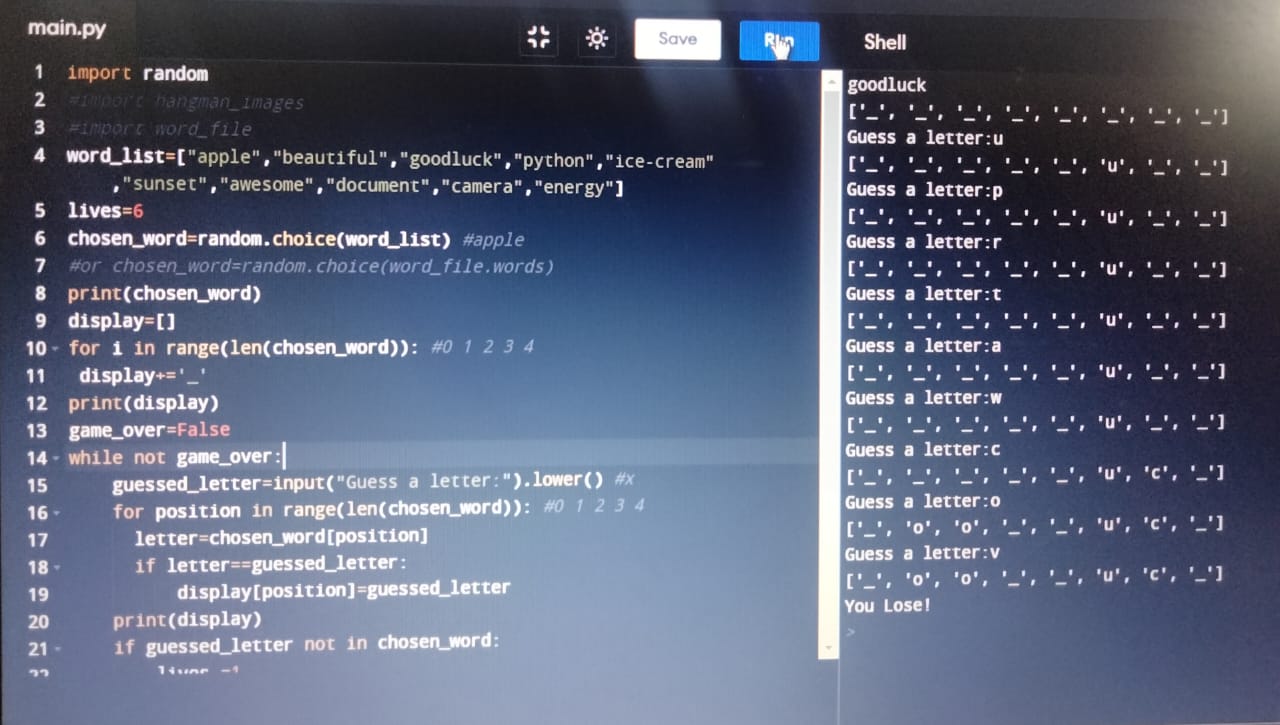 main.py
Save
Run
Shell
1 import random
2 #import hangman_images
3 #import word_file
4 word_list=["apple","beautiful","goodluck","python","ice-cream"
,"sunset","awesome","document","camera","energy"]
5 lives=6
6 chosen_word=random.choice(word_list) #apple
7 #or chosen_word=random.choice(word_file.words)
8 print(chosen_word)
9 display=[]
10 for i in range(len(chosen_word)): #0 1 2 3 4
11 display+='_'
12 print(display)
13 game_over=False
14 while not game_over:
15 guessed_letter=input("Guess a letter:").lower() #x
16 for position in range(len(chosen_word)): #0 1 2 3 4
17 letter=chosen_word[position]
18 if letter==guessed_letter:
19 display[position]=guessed_letter
20 print(display)
21 if guessed_letter not in chosen_word:
goodluck
['_', '_', '_', '_', '_', '_', '_', '_']
Guess a letter:u
['_', '_', '_', '_', '_', 'u', '_', '_']
Guess a letter:p
['_', '_', '_', '_', '_', 'u', '_', '_']
Guess a letter:r
['_', '_', '_', '_', '_', 'u', '_', '_']
Guess a letter:t
['_', '_', '_', '_', '_', 'u', '_', '_']
Guess a letter:a
['_', '_', '_', '_', '_', 'u', '_', '_']
Guess a letter:w
['_', '_', '_', '_', '_', 'u', '_', '_']
Guess a letter:c
['_', '_', '_', '_', '_', 'u', 'c', '_']
Guess a letter:o
['_', 'o', 'o', '_', '_', 'u', 'c', '_']
Guess a letter:v
['_', 'o', 'o', '_', '_', 'u', 'c', '_']
You Lose!
>